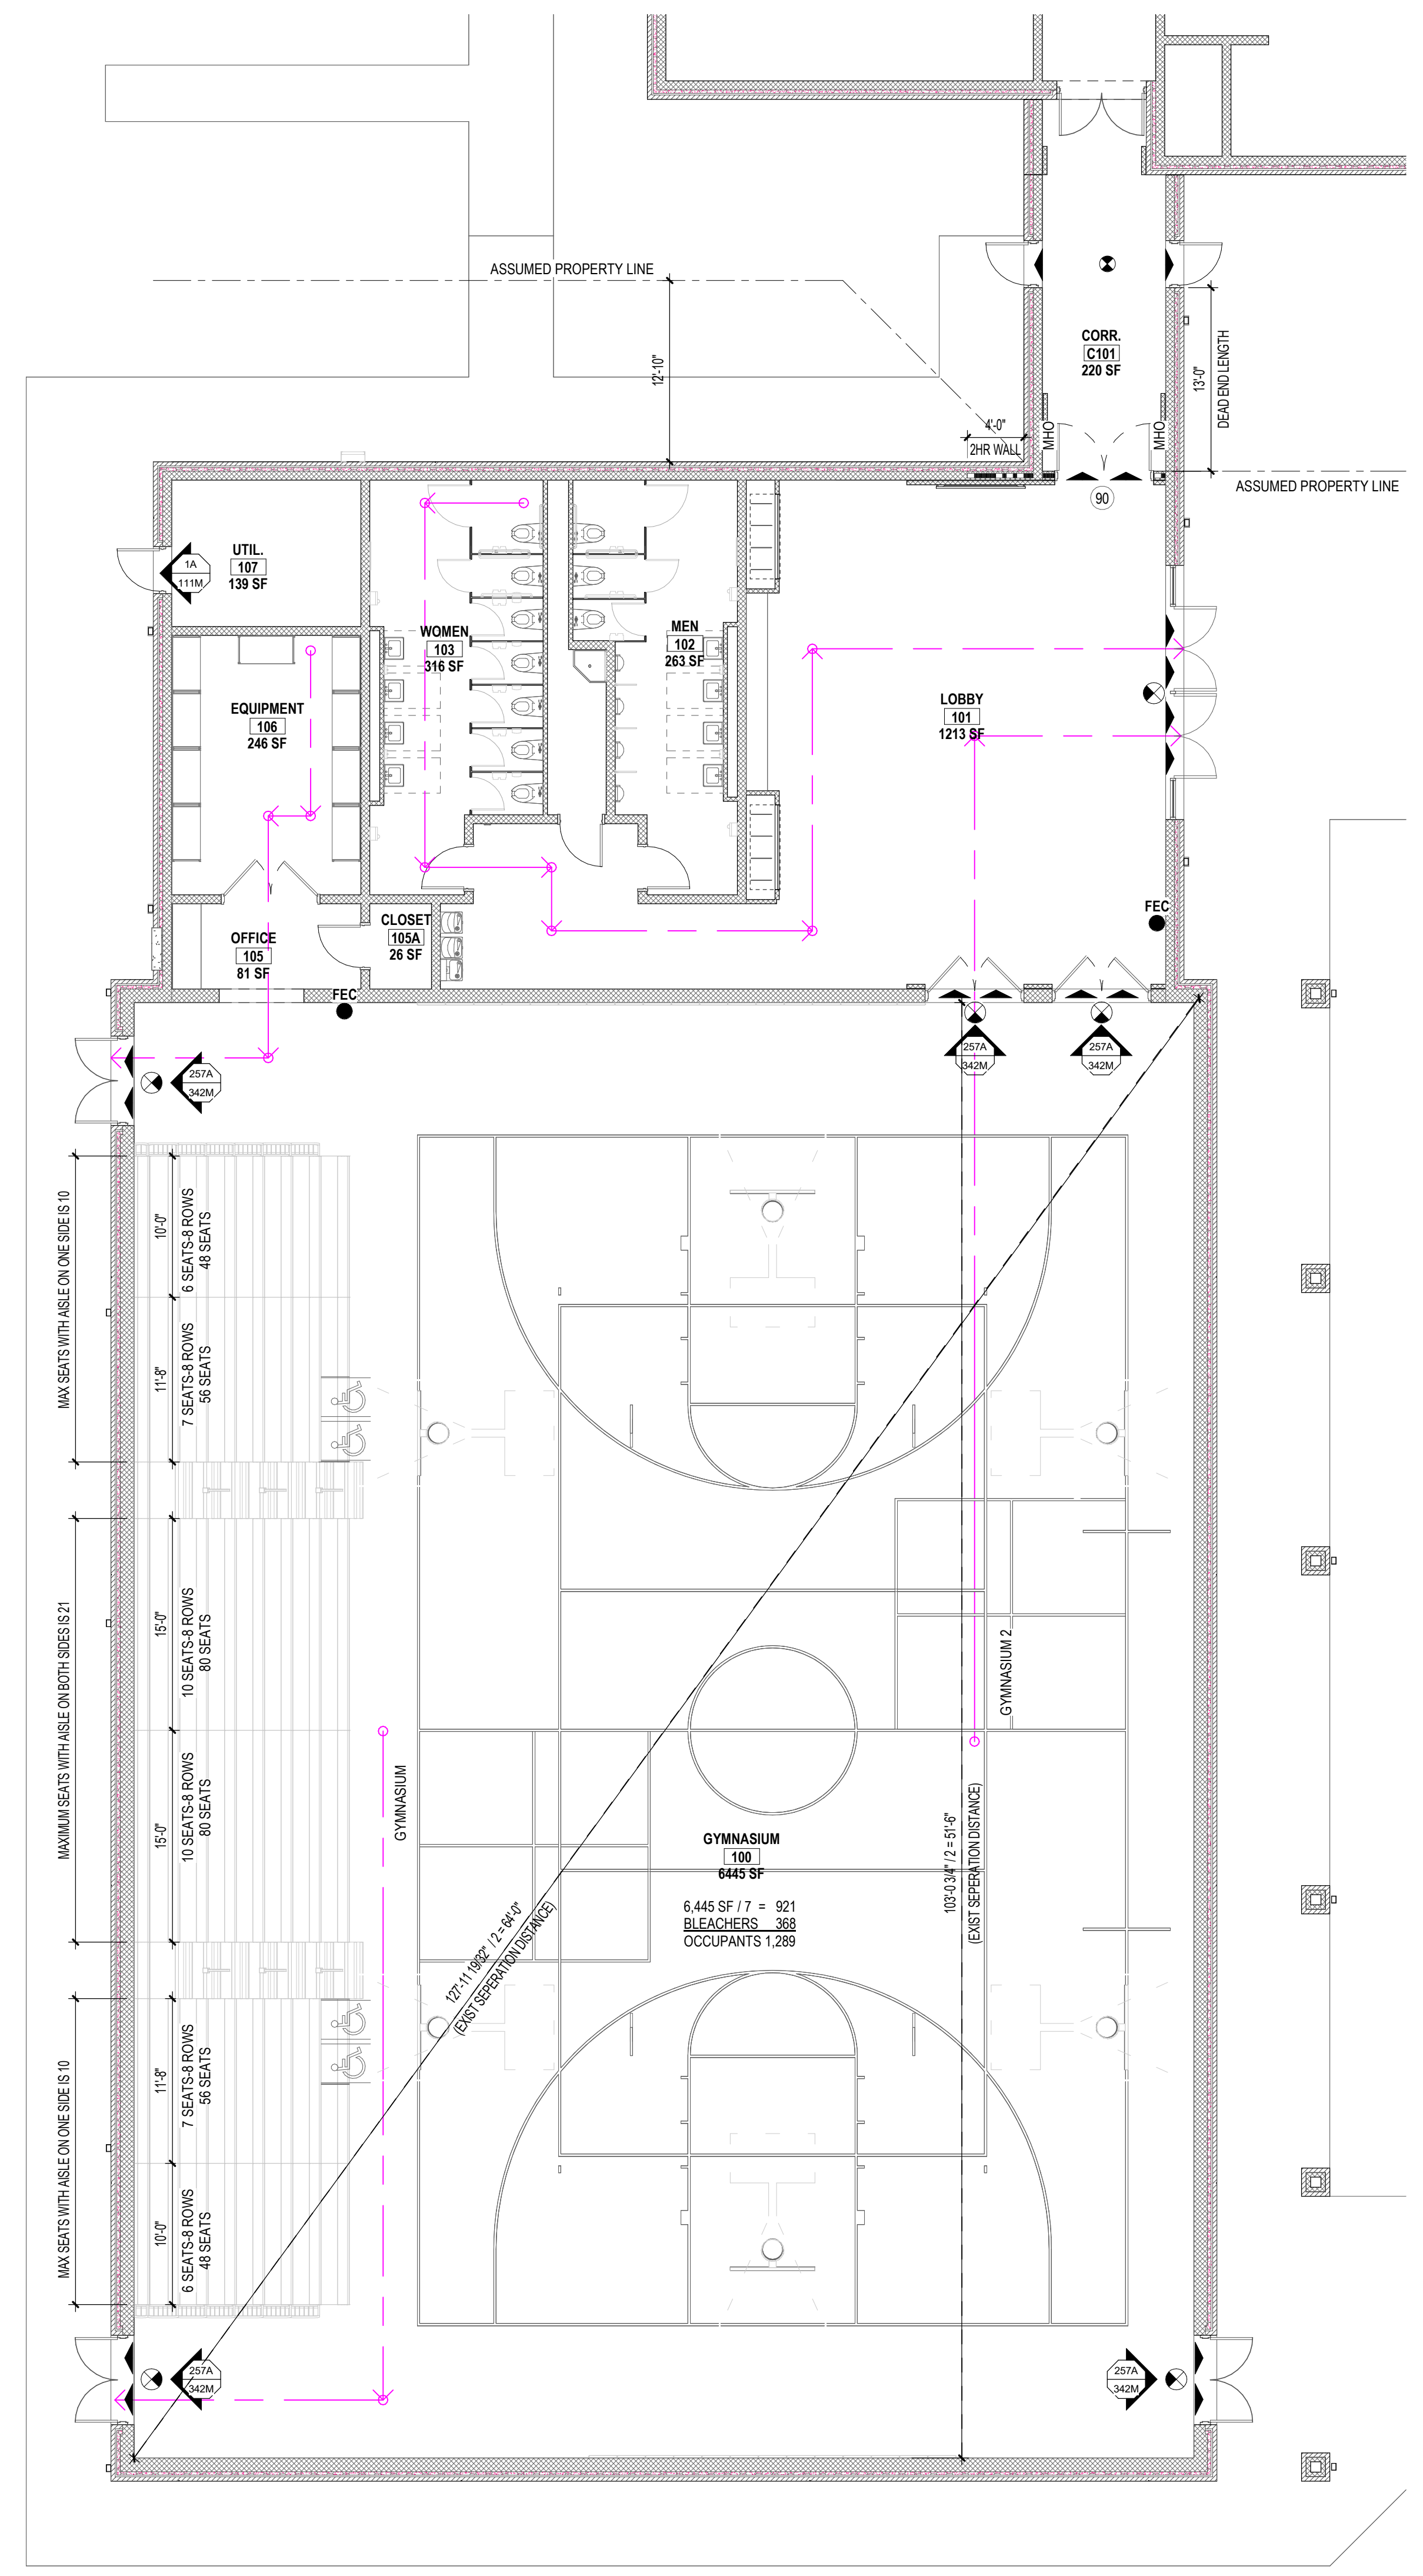 ASSUMED PROPERTY LINE
12'-10"
CORR.
C101
220 SF
13'-0"
DEAD END LENGTH
4'-0"
2HR WALL
MHO
MHO
90
ASSUMED PROPERTY LINE
1A
111M
UTIL.
107
139 SF
WOMEN
103
316 SF
MEN
102
263 SF
EQUIPMENT
106
246 SF
LOBBY
101
1213 SF
FEC
OFFICE
105
81 SF
CLOSET
105A
26 SF
FEC
257A
342M
257A
342M
257A
342M
MAX SEATS WITH AISLE ON ONE SIDE IS 10
10'-0"
6 SEATS-8 ROWS
48 SEATS
11'-8"
7 SEATS-8 ROWS
56 SEATS
MAXIMUM SEATS WITH AISLE ON BOTH SIDES IS 21
15'-0"
10 SEATS-8 ROWS
80 SEATS
15'-0"
10 SEATS-8 ROWS
80 SEATS
GYMNASIUM
GYMNASIUM 2
GYMNASIUM
100
6445 SF
6,445 SF / 7 = 921
BLEACHERS 368
OCCUPANTS 1,289
103'-0 3/4" / 2 = 51'-6"
(EXIST SEPERATION DISTANCE)
127'-11 19/32" / 2 = 64'-0"
(EXIST SEPERATION DISTANCE)
MAX SEATS WITH AISLE ON ONE SIDE IS 10
11'-8"
7 SEATS-8 ROWS
56 SEATS
10'-0"
6 SEATS-8 ROWS
48 SEATS
257A
342M
257A
342M